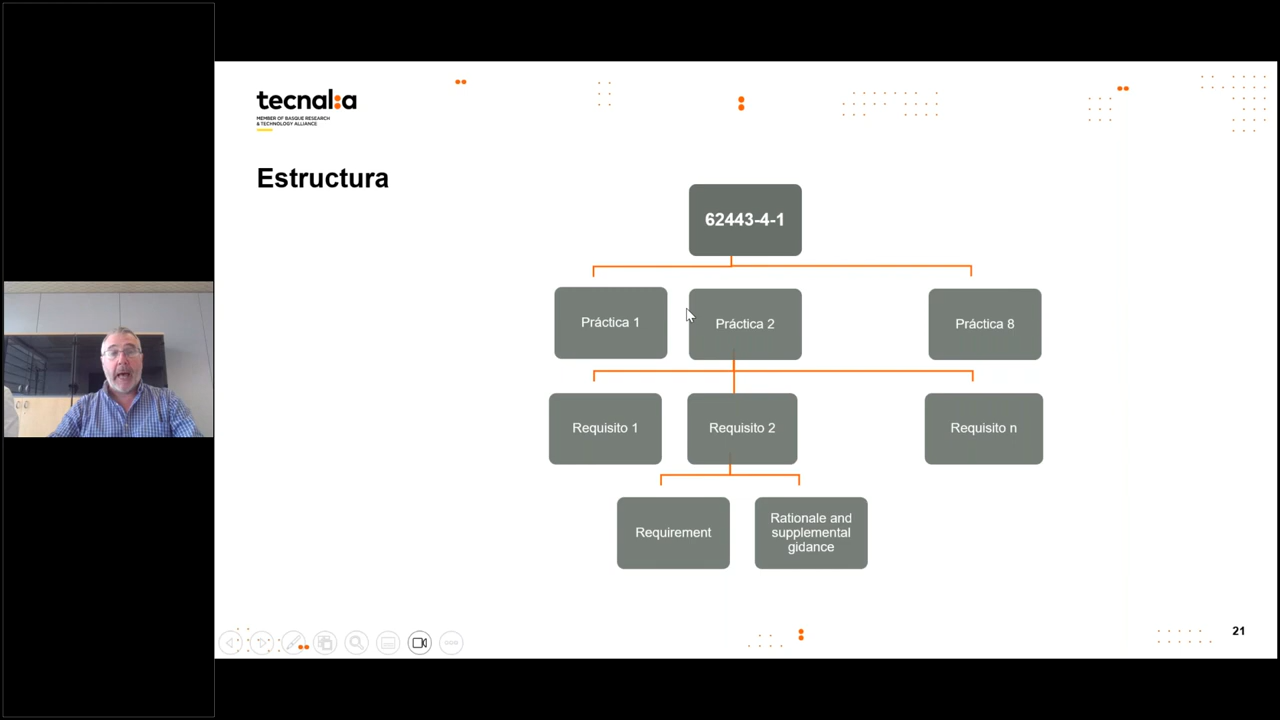 tecnal:a
MEMBER OF BASQUE RESEARCH
& TECHNOLOGY ALLIANCE
Estructura
62443-4-1
Práctica 1
Práctica 2
Práctica 8
Requisito 1
Requisito 2
Requisito n
Requirement
Rationale and
supplemental
gidance
21